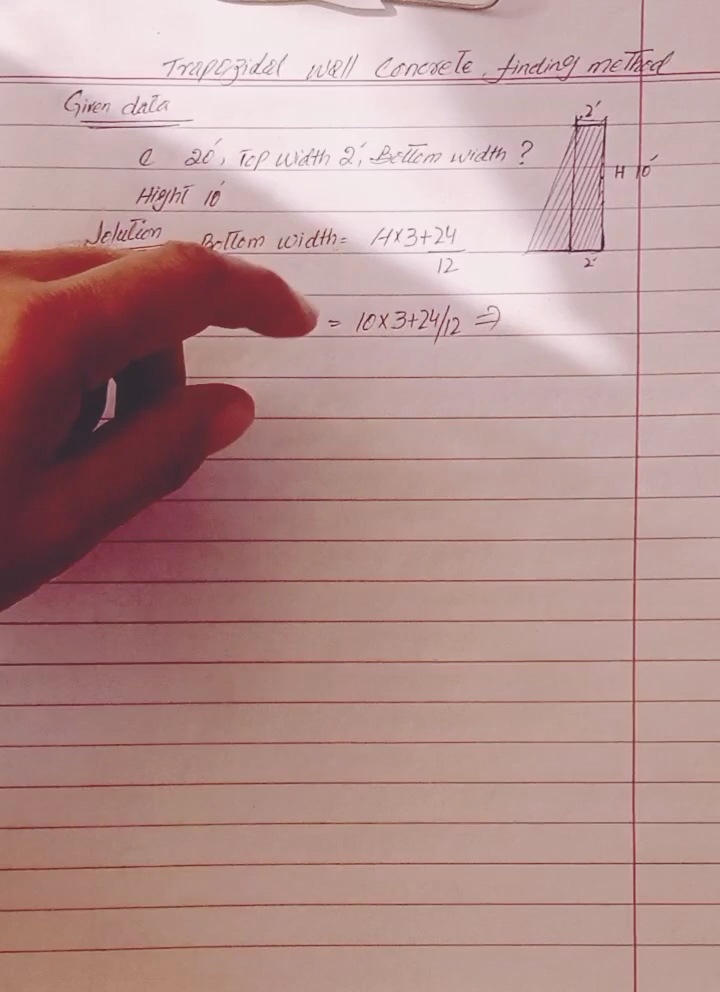 Trapezidal wall Concrete, finding method
Given data
2'
@ 20', Top width 2', Bottom width ?
H 10'
Hight 10'
Solution Bottom width = H×3+24
12
2'
= 10×3+24/12 ⇒